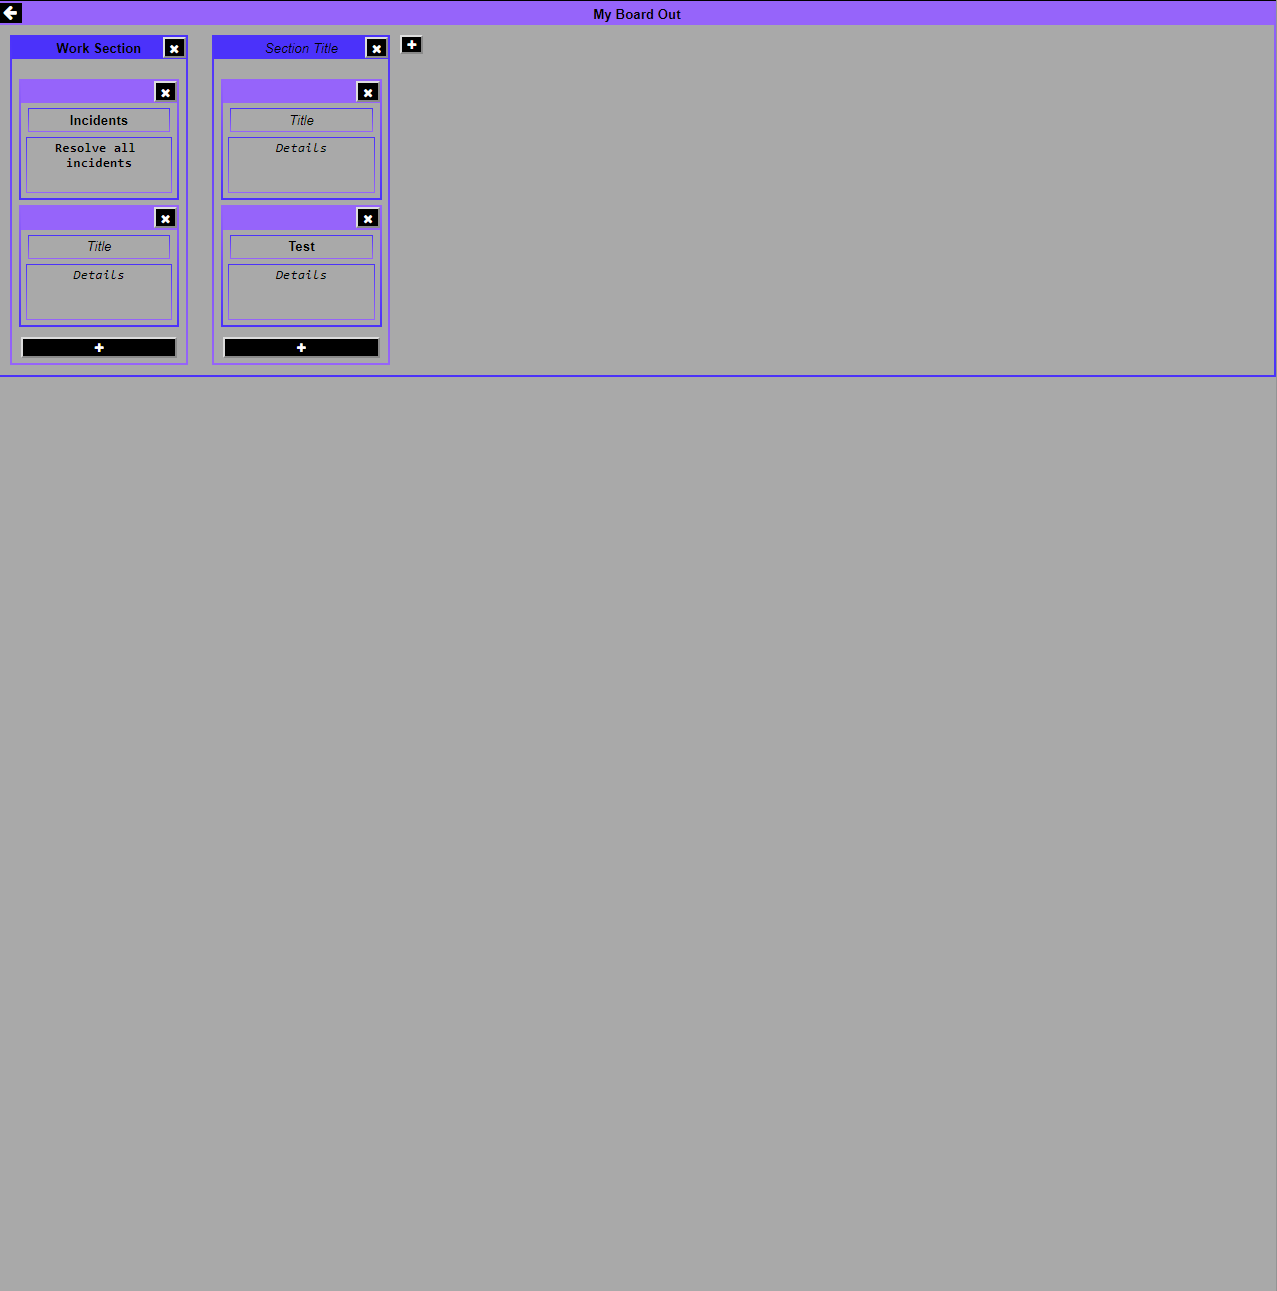 My Board Out
Work Section
Incidents
Resolve all
incidents
Title
Details
Section Title
Title
Details
Test
Details